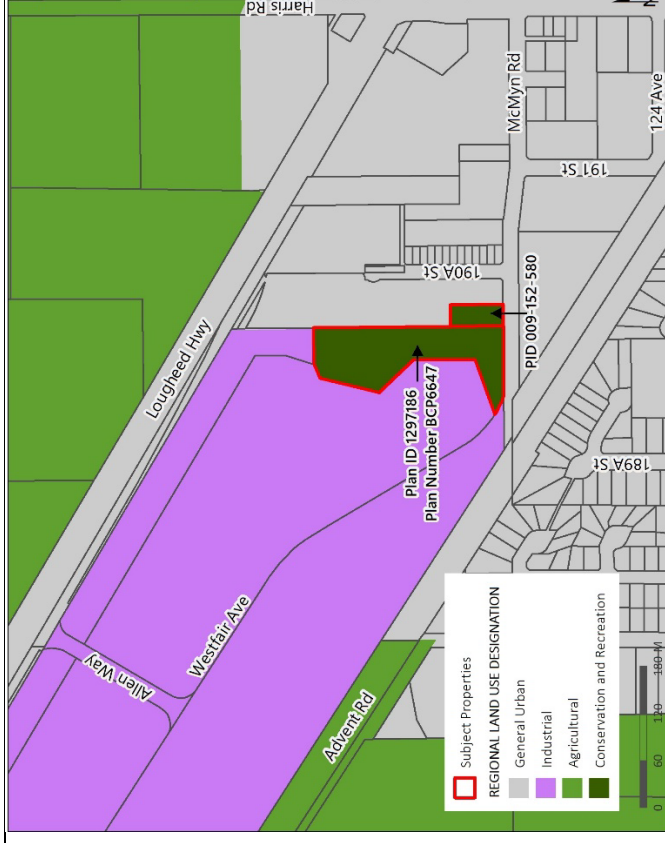 Harris Rd
Lougheed Hwy
McMyn Rd
124 Ave
191 St
190A St
PID 009-152-580
Plan ID 1297186
Plan Number BCP6647
189A St
Westfair Ave
Allen Way
Advent Rd
Subject Properties
REGIONAL LAND USE DESIGNATION
General Urban
Industrial
Agricultural
Conservation and Recreation
0 60 120 180 M